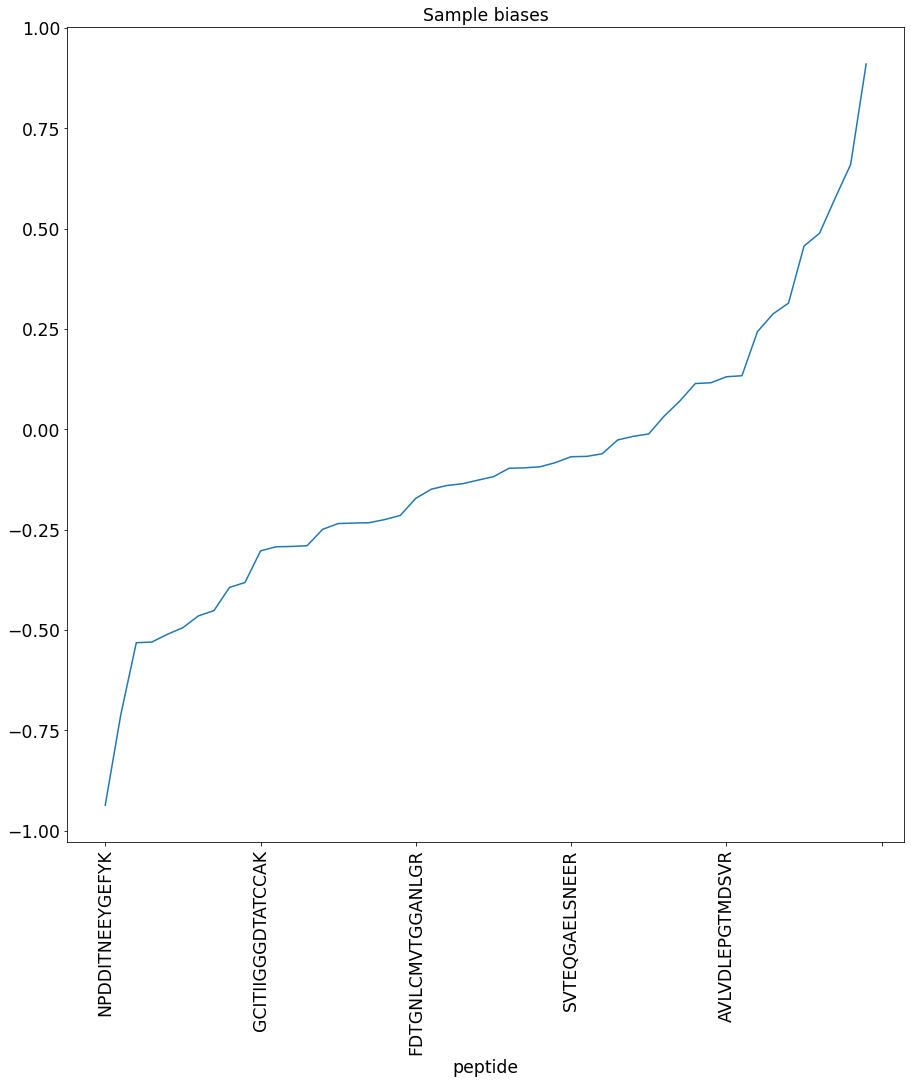 Sample biases
1.00
0.75
0.50
0.25
0.00
−0.25
−0.50
−0.75
−1.00
NPDDITNEEYGEFYK
GCITIIGGGDTATCCAK
FDTGNLCMVTGGANLGR
SVTEQGAELSNEER
AVLVDLEPGTMDSVR
peptide